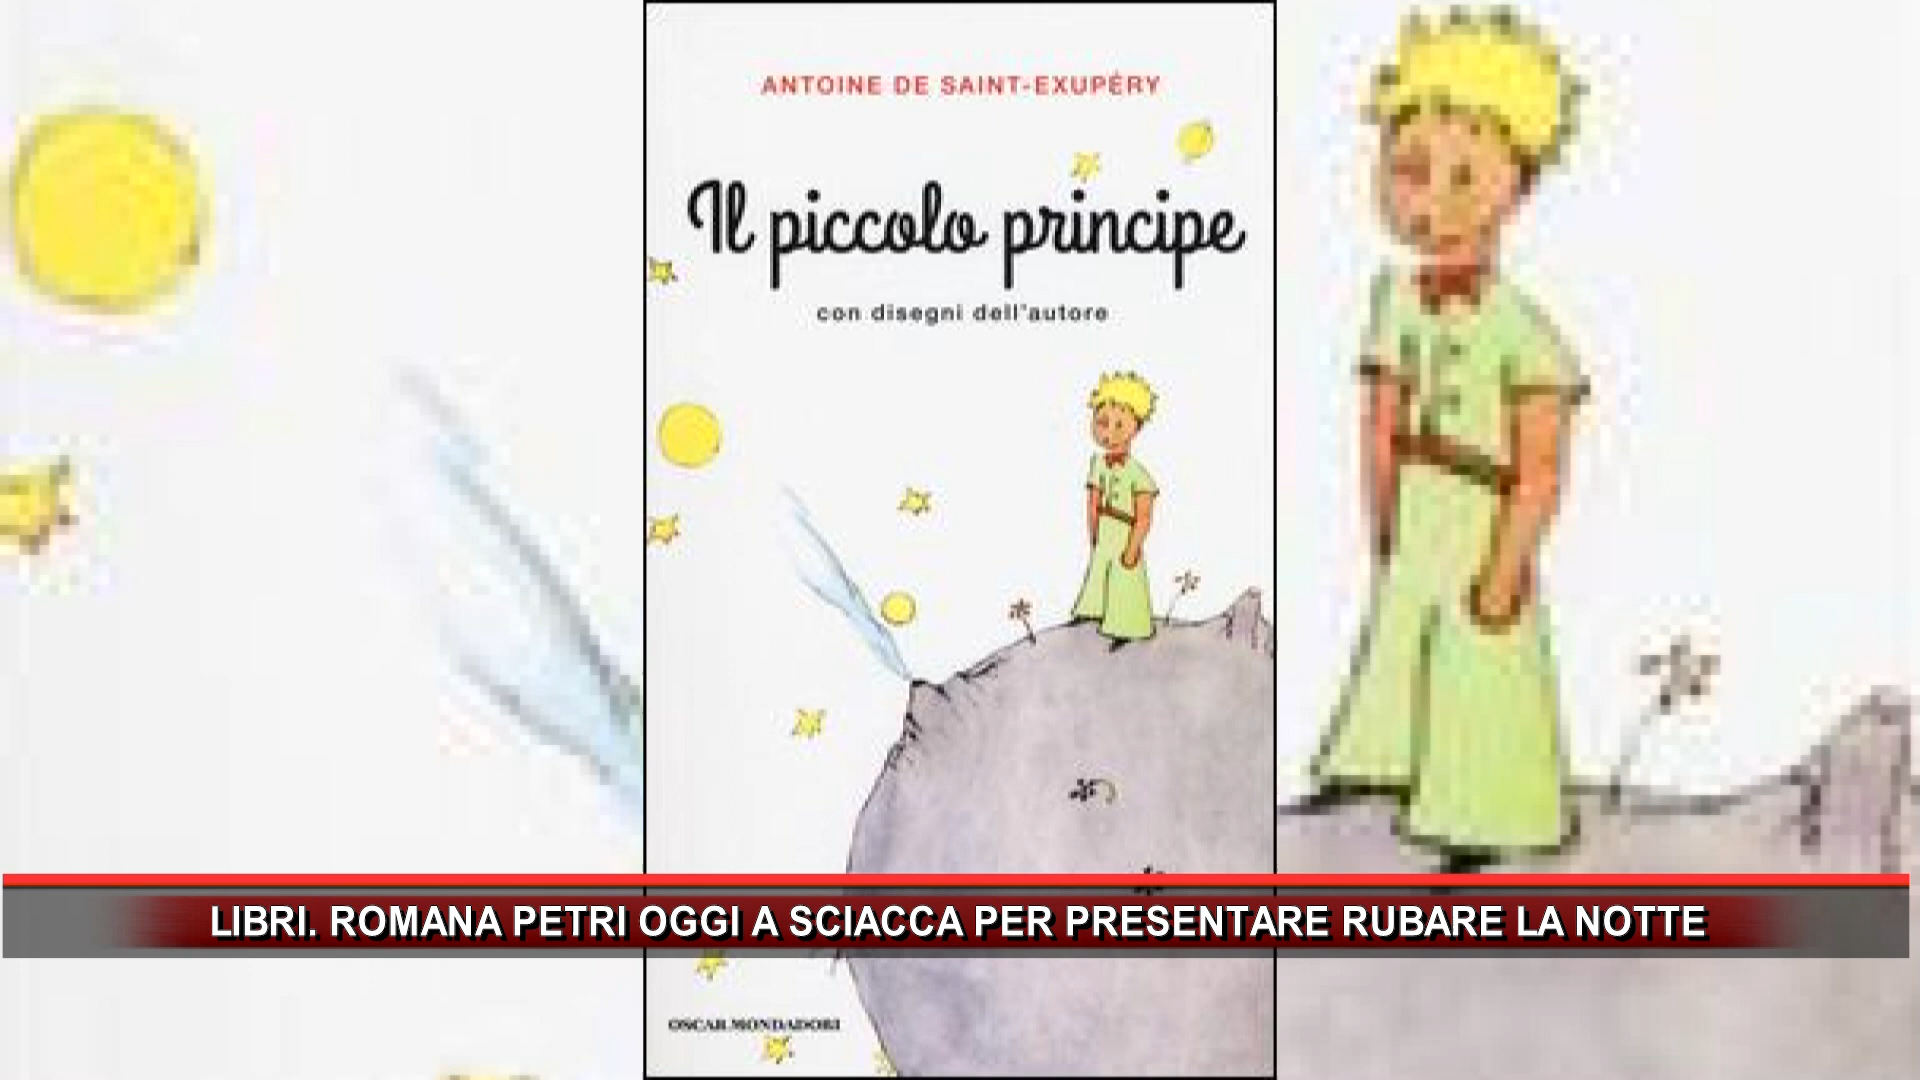 ANTOINE DE SAINT-EXUPÉRY
Il piccolo principe
con disegni dell'autore
LIBRI. ROMANA PETRI OGGI A SCIACCA PER PRESENTARE RUBARE LA NOTTE
OSCAR MONDADORI